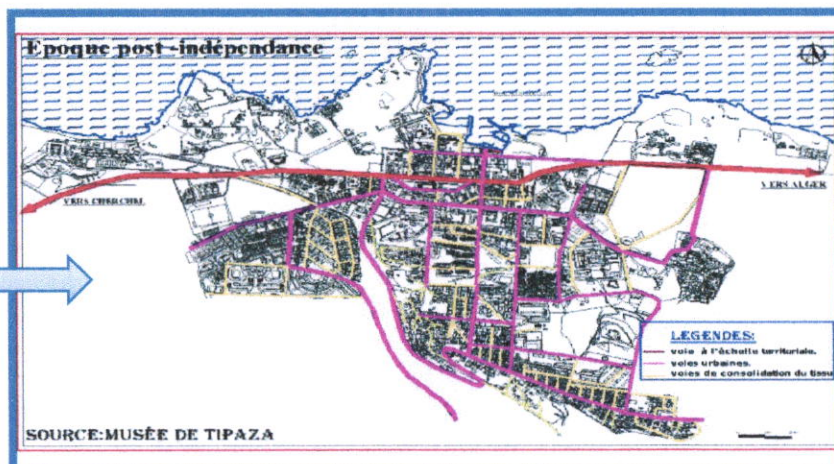 Epoque post -indépendance
VERS CHERCHEL
VERS ALGER
LEGENDES:
voie à l'échelle territoriale.
voies urbaines.
voies de consolidation du tissu
SOURCE:MUSÉE DE TIPAZA